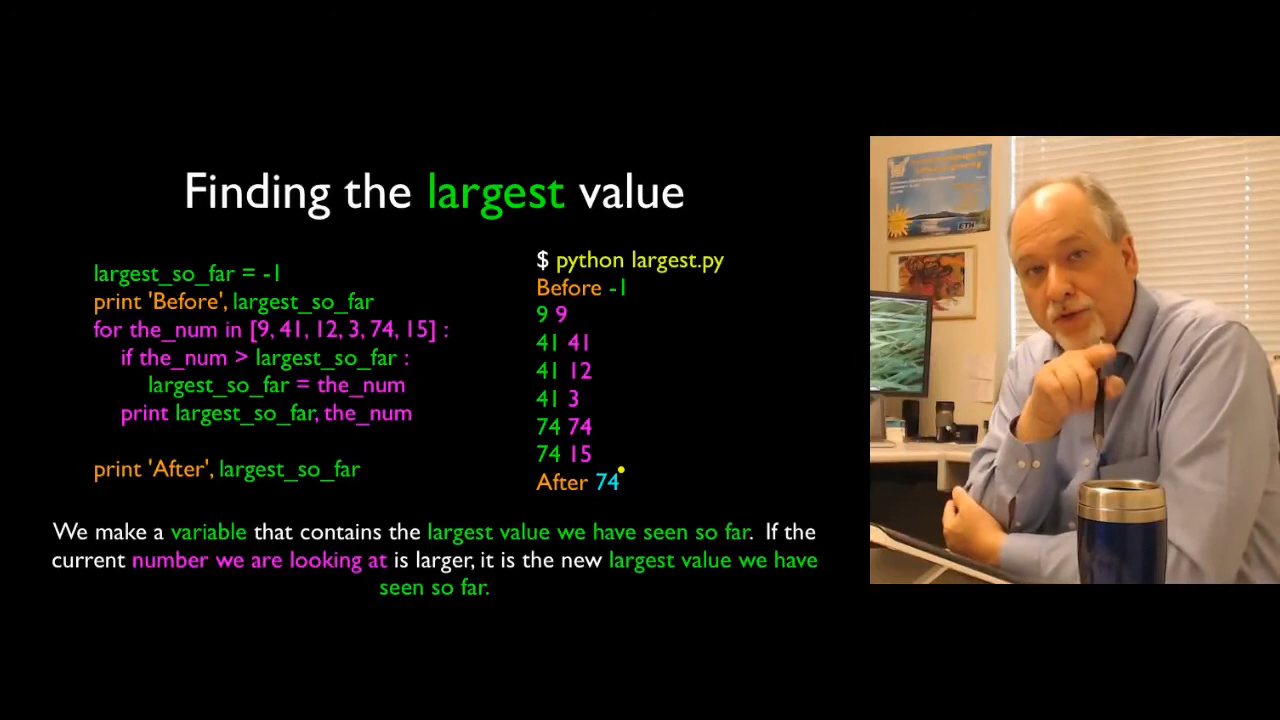 Finding the largest value
largest_so_far = -1
print 'Before', largest_so_far
for the_num in [9, 41, 12, 3, 74, 15] :
if the_num > largest_so_far :
largest_so_far = the_num
print largest_so_far, the_num
print 'After', largest_so_far
$ python largest.py
Before -1
9 9
41 41
41 12
41 3
74 74
74 15
After 74
We make a variable that contains the largest value we have seen so far. If the
current number we are looking at is larger, it is the new largest value we have
seen so far.